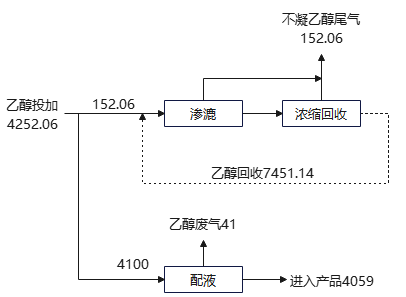 不凝乙醇尾气
152.06
乙醇投加
4252.06
152.06
渗漉
浓缩回收
乙醇回收7451.14
乙醇废气41
4100
配液
进入产品4059